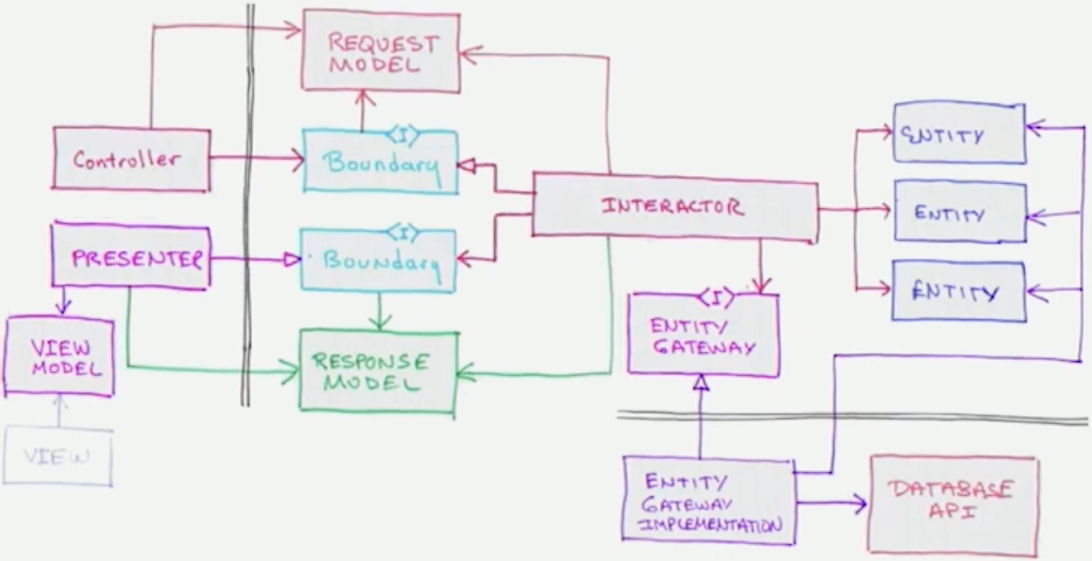 REQUEST
MODEL
Controller
<I>
Boundary
INTERACTOR
ENTITY
ENTITY
ENTITY
PRESENTER
<I>
Boundary
VIEW
MODEL
RESPONSE
MODEL
<I>
ENTITY
GATEWAY
VIEW
ENTITY
GATEWAY
IMPLEMENTATION
DATABASE
API